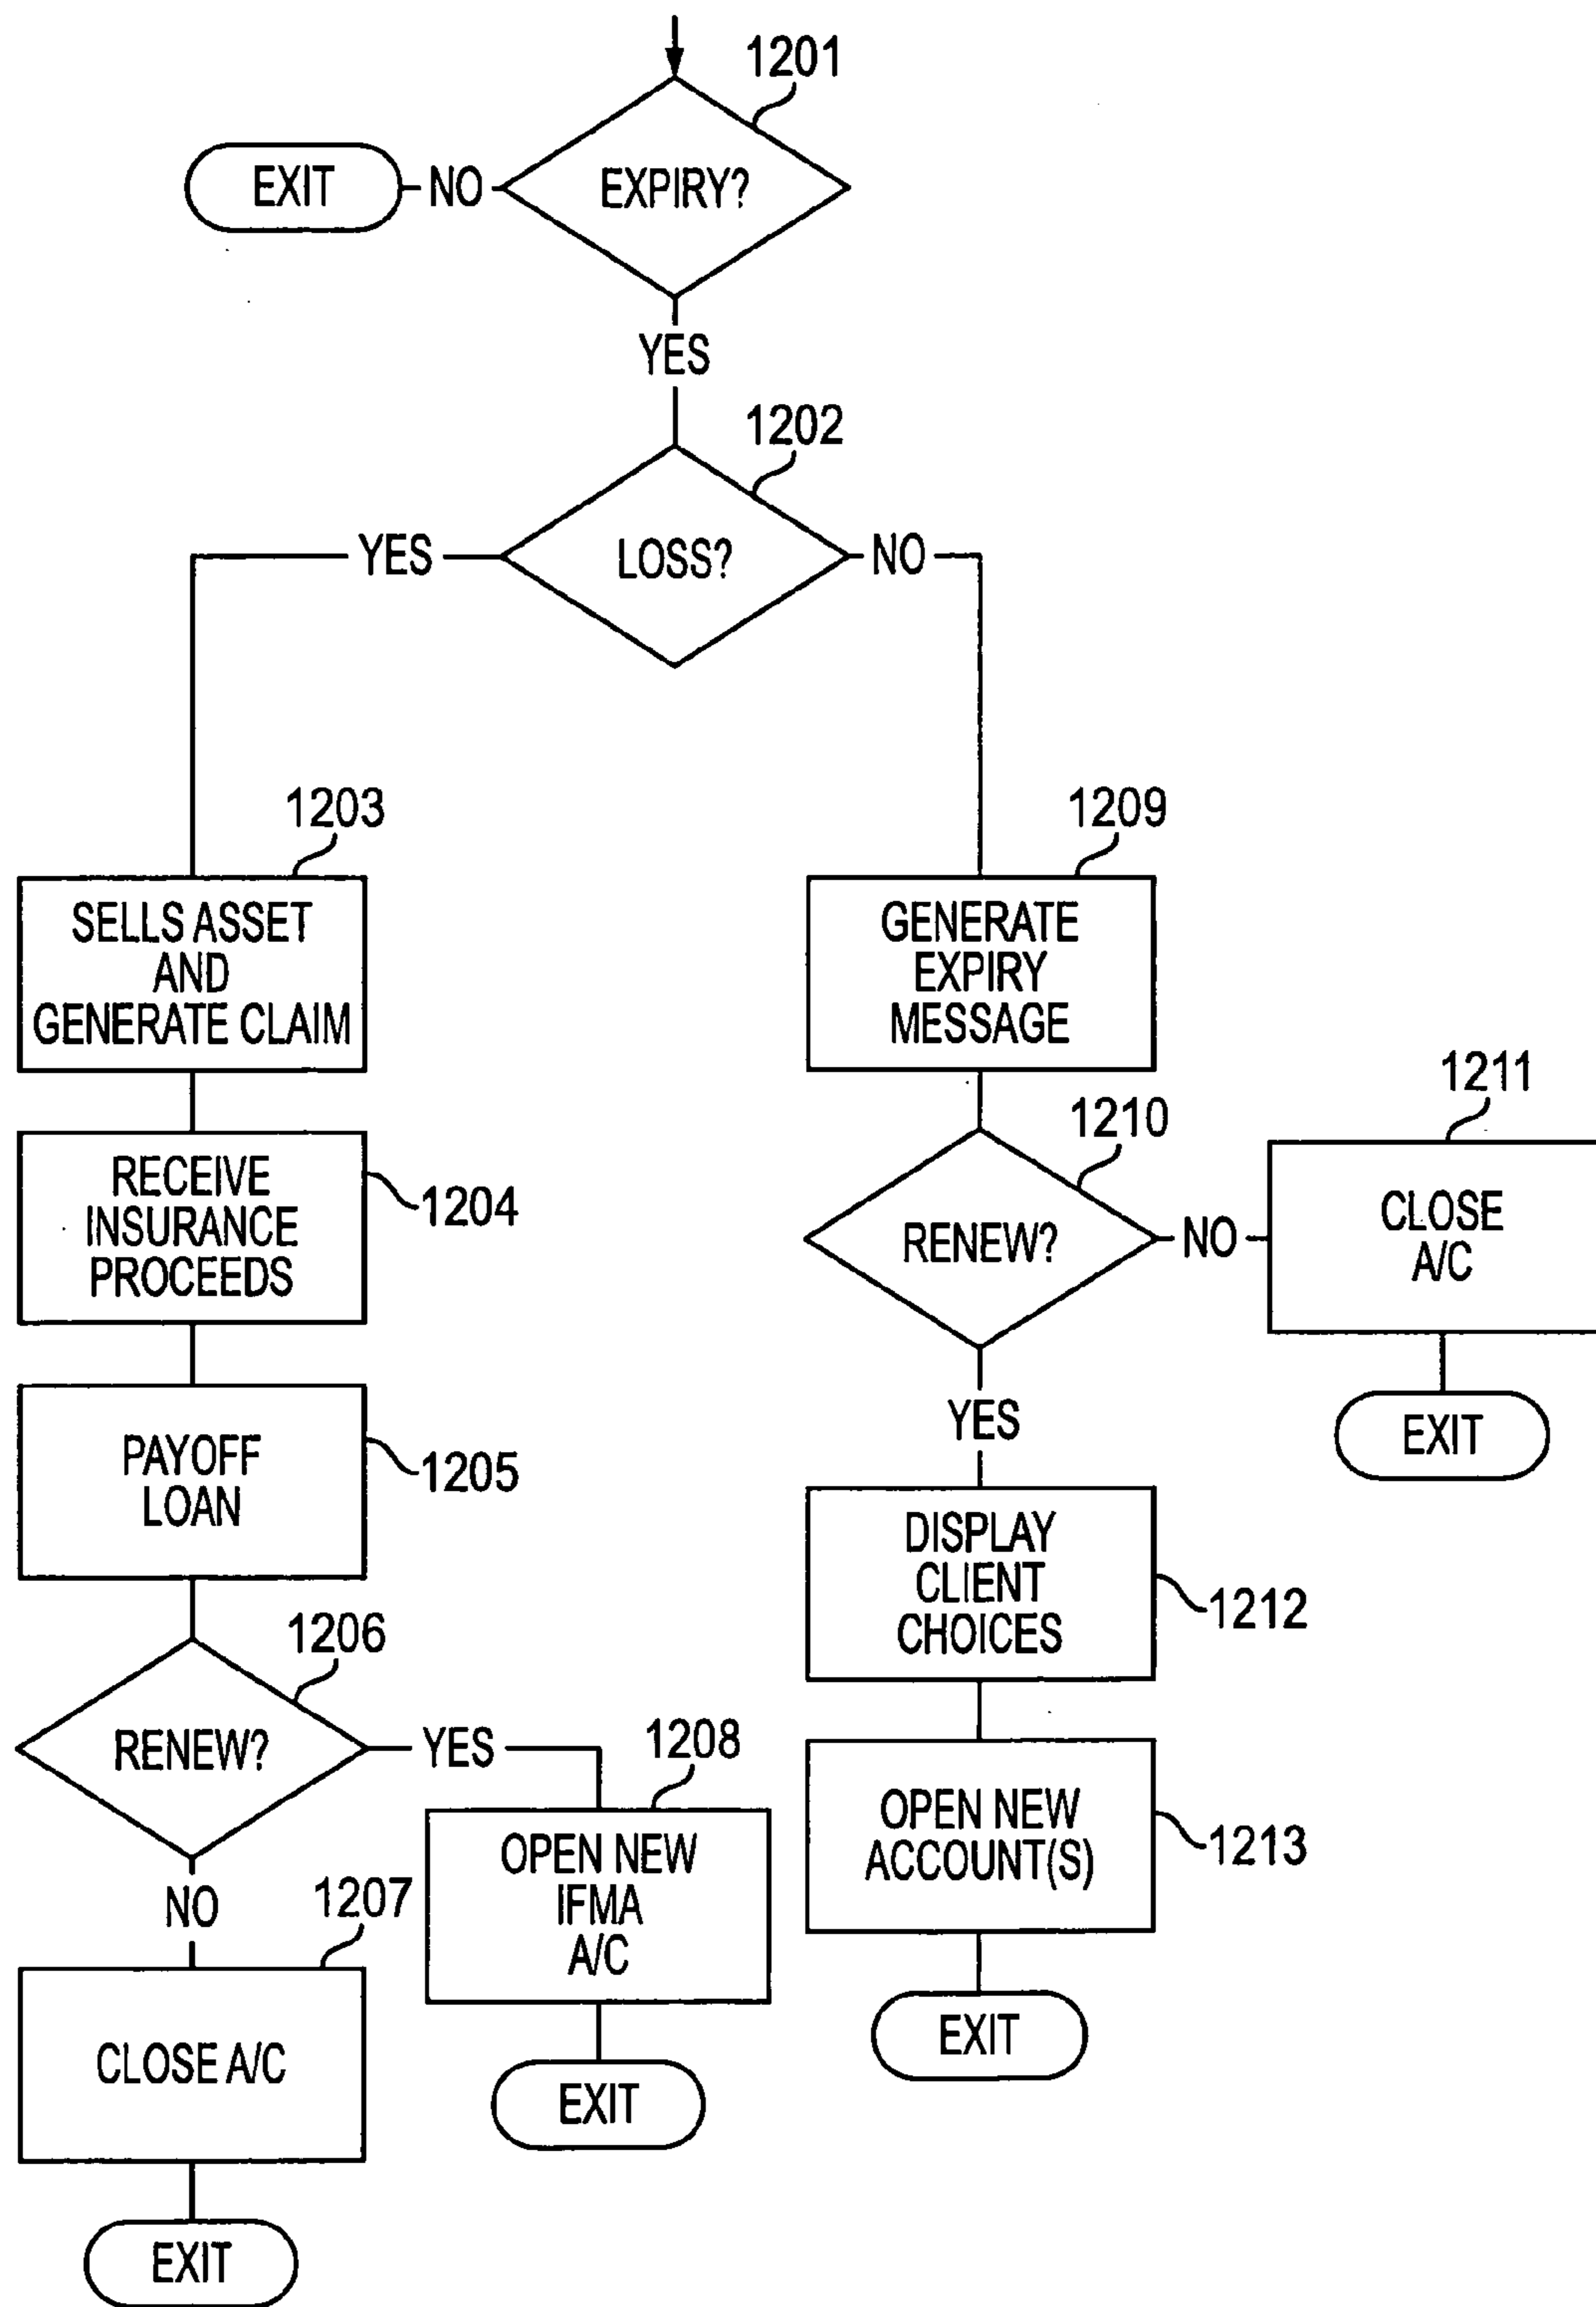 1201
EXPIRY?
NO
EXIT
YES
1202
LOSS?
YES
NO
1203
SELLS ASSET
AND
GENERATE CLAIM
RECEIVE
INSURANCE
PROCEEDS
1204
PAYOFF
LOAN
1205
1206
RENEW?
YES
1208
OPEN NEW
IFMA
A/C
EXIT
NO
1207
CLOSE A/C
EXIT
1209
GENERATE
EXPIRY
MESSAGE
1210
RENEW?
NO
1211
CLOSE
A/C
EXIT
YES
DISPLAY
CLIENT
CHOICES
1212
OPEN NEW
ACCOUNT(S)
1213
EXIT